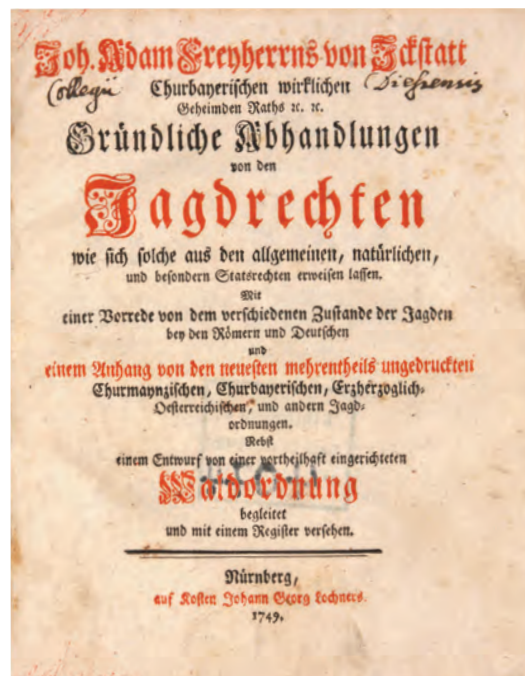 Joh. Adam Freyherrns von Ickstatt
Churbayerischen wirklichen
Collegii Diessensis
Geheimden Raths ꝛc. ꝛc.
Gründliche Abhandlungen
von den
Jagdrechten
wie sich solche aus den allgemeinen, natürlichen,
und besondern Statsrechten erweisen lassen.
Mit
einer Vorrede von dem verschiedenen Zustande der Jagden
bey den Römern und Deutschen
und
einem Anhang von den neuesten mehrentheils ungedruckten
Churmaynzischen, Churbayerischen, Erzherzoglich-
Oesterreichischen, und andern Jagd-
ordnungen.
Nebst
einem Entwurf von einer vortheilhaft eingerichteten
Waldordnung
begleitet
und mit einem Register versehen.
Nürnberg,
auf Kosten Johann Georg Lochners.
1749.